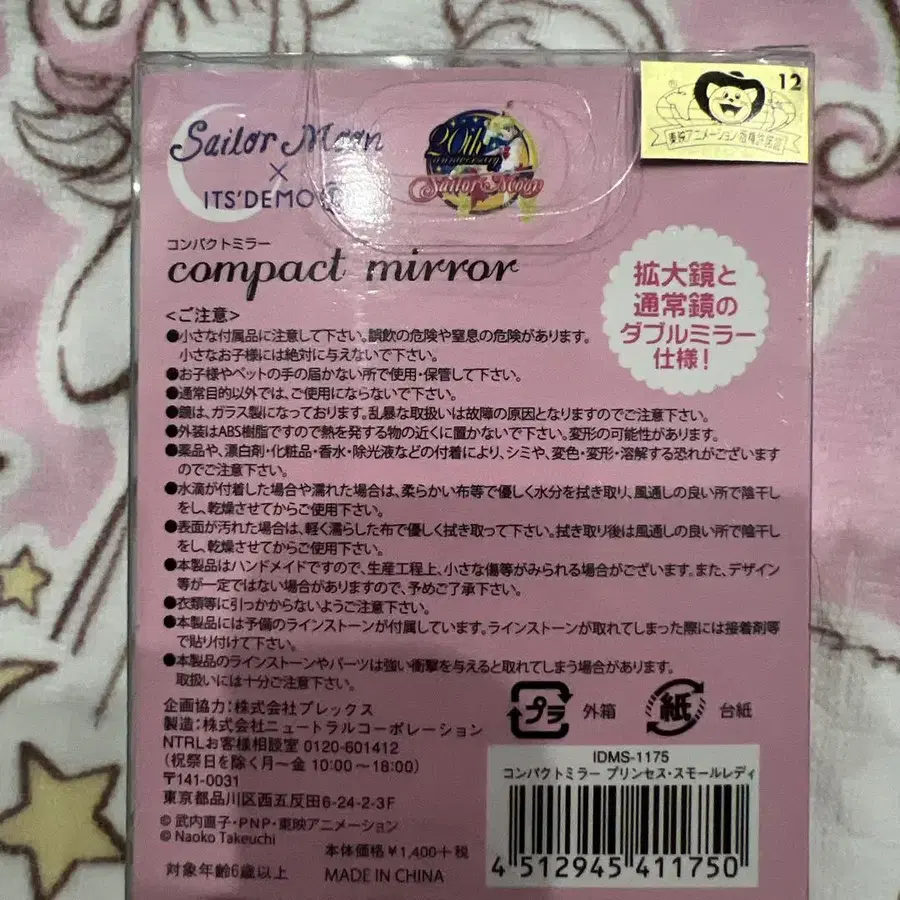 Sailor Moon
×
ITS'DEMO
20th
anniversary
Sailor Moon
12
東映アニメーション版権許諾証
コンパクトミラー
compact mirror
拡大鏡と
通常鏡の
ダブルミラー
仕様!
<ご注意>
●小さな付属品に注意して下さい。誤飲の危険や窒息の危険があります。
小さなお子様には絶対に与えないで下さい。
●お子様やペットの手の届かない所で使用・保管して下さい。
●通常目的以外では、ご使用にならないで下さい。
●鏡は、ガラス製になっております。乱暴な取扱いは故障の原因となりますのでご注意下さい。
●外装はABS樹脂ですので熱を発する物の近くに置かないで下さい。変形の可能性があります。
●薬品や、漂白剤・化粧品・香水・除光液などの付着により、シミや、変色・変形・溶解する恐れがございます
のでご注意下さい。
●水滴が付着した場合や濡れた場合は、柔らかい布等で優しく水分を拭き取り、風通しの良い所で陰干し
をし、乾燥させてからご使用下さい。
●表面が汚れた場合は、軽く濡らした布で優しく拭き取って下さい。拭き取り後は風通しの良い所で陰干し
をし、乾燥させてからご使用下さい。
●本製品はハンドメイドですので、生産工程上、小さな傷等がみられる場合がございます。また、デザイン
等が一定ではない場合がありますので、予めご了承下さい。
●衣類等に引っかからないようご注意下さい。
●本製品には予備のラインストーンが付属しています。ラインストーンが取れてしまった際には接着剤等
で貼り付けて下さい。
●本製品のラインストーンやパーツは強い衝撃を与えると取れてしまう場合があります。
取扱いには十分ご注意下さい。
企画協力:株式会社プレックス
製造:株式会社ニュートラルコーポレーション
NTRLお客様相談室 0120-601412
(祝祭日を除く月〜金 10:00〜18:00)
〒141-0031
東京都品川区西五反田6-24-2-3F
© 武内直子・PNP・東映アニメーション
© Naoko Takeuchi
本体価格¥1,400+税
対象年齢6歳以上 MADE IN CHINA
プラ 外箱 紙 台紙
IDMS-1175
コンパクトミラー プリンセス・スモールレディ
4 512945 411750